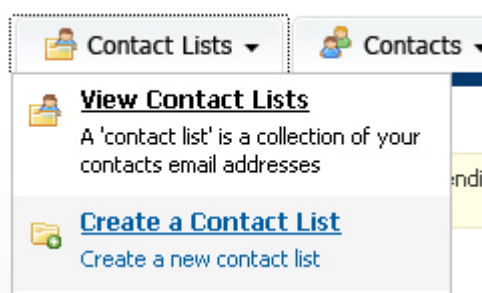 Contact Lists
Contacts
View Contact Lists
A 'contact list' is a collection of your
contacts email addresses
Create a Contact List
Create a new contact list